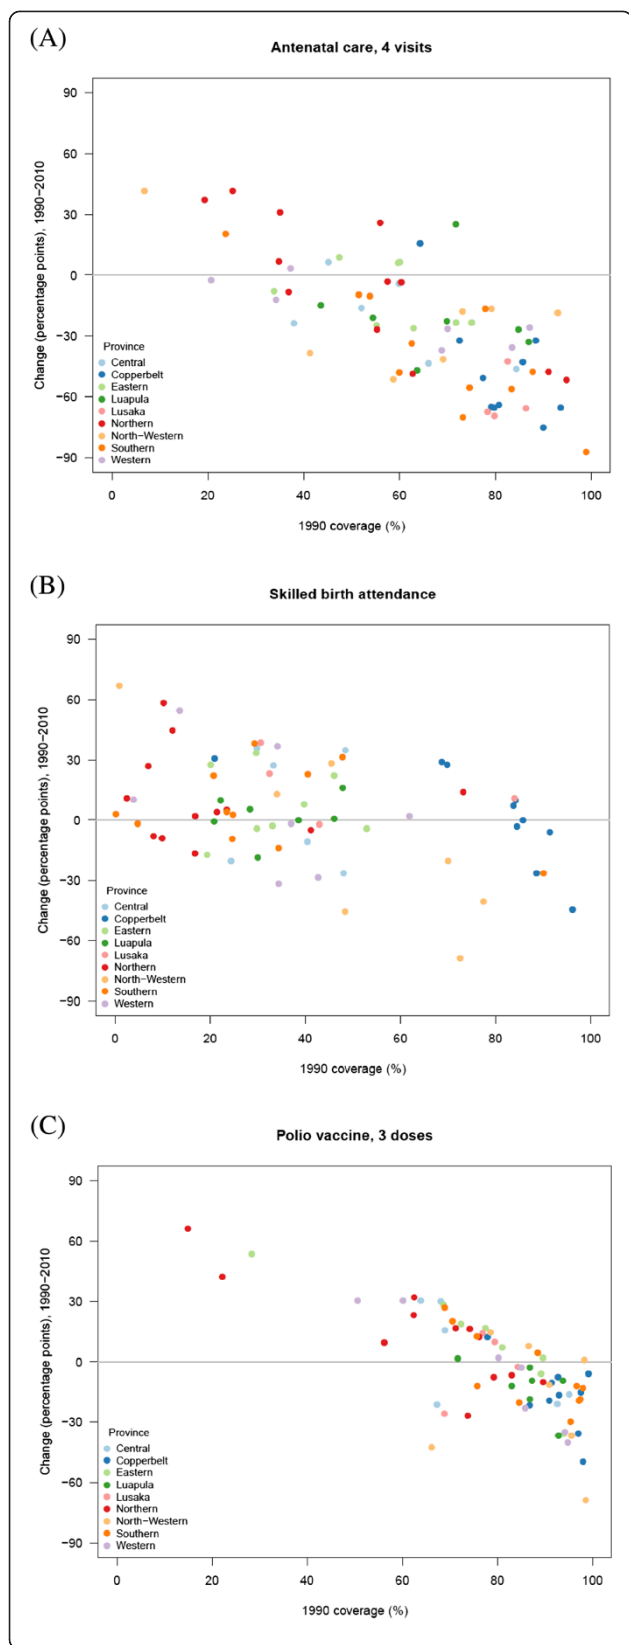 (A)
Antenatal care, 4 visits
Change (percentage points), 1990−2010
90
60
30
0
−30
−60
−90
Province
Central
Copperbelt
Eastern
Luapula
Lusaka
Northern
North−Western
Southern
Western
0 20 40 60 80 100
1990 coverage (%)
(B)
Skilled birth attendance
Change (percentage points), 1990−2010
90
60
30
0
−30
−60
−90
Province
Central
Copperbelt
Eastern
Luapula
Lusaka
Northern
North−Western
Southern
Western
0 20 40 60 80 100
1990 coverage (%)
(C)
Polio vaccine, 3 doses
Change (percentage points), 1990−2010
90
60
30
0
−30
−60
−90
Province
Central
Copperbelt
Eastern
Luapula
Lusaka
Northern
North−Western
Southern
Western
0 20 40 60 80 100
1990 coverage (%)